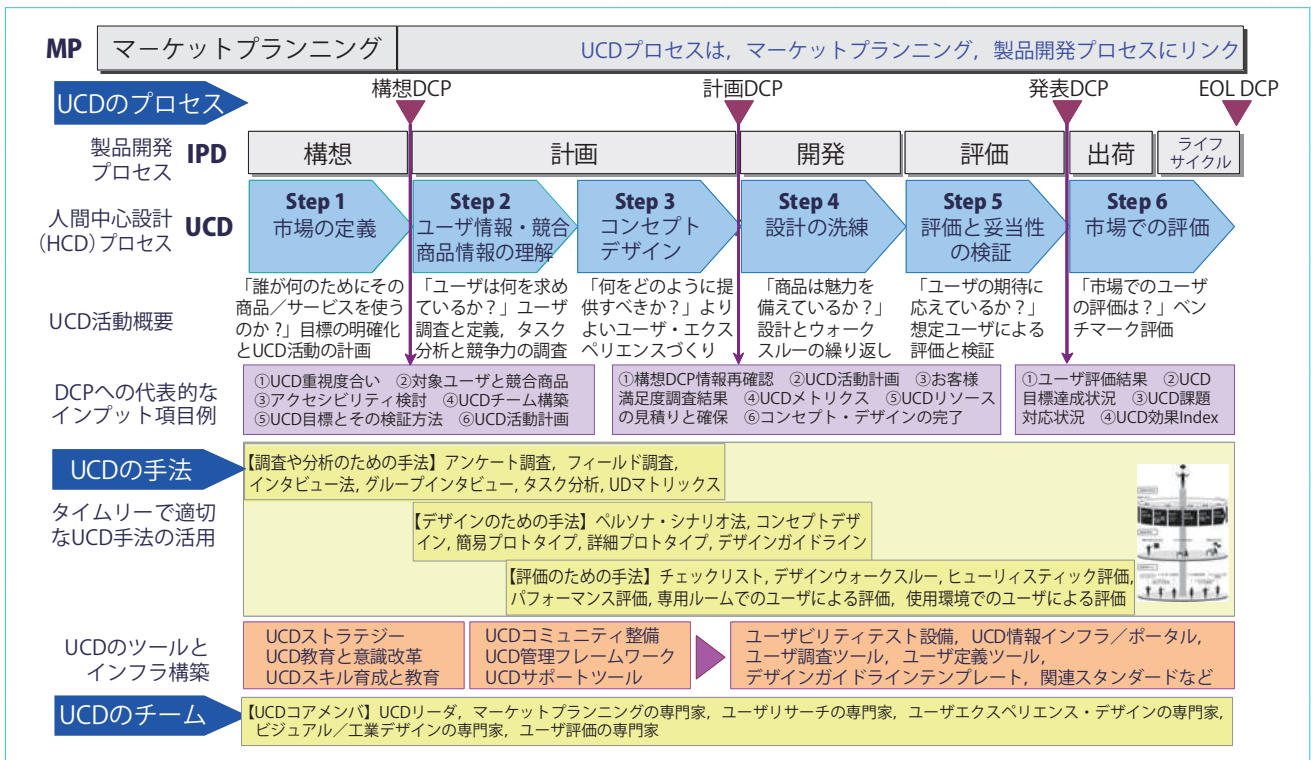 MP マーケットプランニング UCDプロセスは，マーケットプランニング，製品開発プロセスにリンク
UCDのプロセス
構想DCP 計画DCP 発表DCP EOL DCP
製品開発
プロセス
IPD 構想 計画 開発 評価 出荷
ライフ
サイクル
人間中心設計
(HCD)プロセス
UCD
Step 1
市場の定義
Step 2
ユーザ情報・競合
商品情報の理解
Step 3
コンセプト
デザイン
Step 4
設計の洗練
Step 5
評価と妥当性
の検証
Step 6
市場での評価
UCD活動概要
「誰が何のためにその
商品／サービスを使う
のか？」目標の明確化
とUCD活動の計画
「ユーザは何を求め
ているか？」ユーザ
調査と定義，タスク
分析と競争力の調査
「何をどのように提
供すべきか？」より
よいユーザ・エクス
ペリエンスづくり
「商品は魅力を
備えているか？」
設計とウォーク
スルーの繰り返し
「ユーザの期待に
応えているか？」
想定ユーザによる
評価と検証
「市場でのユーザ
の評価は？」ベン
チマーク評価
DCPへの代表的な
インプット項目例
①UCD重視度合い ②対象ユーザと競合商品
③アクセシビリティ検討 ④UCDチーム構築
⑤UCD目標とその検証方法 ⑥UCD活動計画
①構想DCP情報再確認 ②UCD活動計画 ③お客様
満足度調査結果 ④UCDメトリクス ⑤UCDリソース
の見積りと確保 ⑥コンセプト・デザインの完了
①ユーザ評価結果 ②UCD
目標達成状況 ③UCD課題
対応状況 ④UCD効果Index
UCDの手法
タイムリーで適切
なUCD手法の活用
【調査や分析のための手法】アンケート調査，フィールド調査，
インタビュー法，グループインタビュー，タスク分析，UDマトリックス
【デザインのための手法】ペルソナ・シナリオ法，コンセプトデザ
イン，簡易プロトタイプ，詳細プロトタイプ，デザインガイドライン
【評価のための手法】チェックリスト，デザインウォークスルー，ヒューリィスティック評価，
パフォーマンス評価，専用ルームでのユーザによる評価，使用環境でのユーザによる評価
UCDのツールと
インフラ構築
UCDストラテジー
UCD教育と意識改革
UCDスキル育成と教育
UCDコミュニティ整備
UCD管理フレームワーク
UCDサポートツール
ユーザビリティテスト設備，UCD情報インフラ／ポータル，
ユーザ調査ツール，ユーザ定義ツール，
デザインガイドラインテンプレート，関連スタンダードなど
UCDのチーム
【UCDコアメンバ】UCDリーダ，マーケットプランニングの専門家，ユーザリサーチの専門家，ユーザエクスペリエンス・デザインの専門家，
ビジュアル／工業デザインの専門家，ユーザ評価の専門家